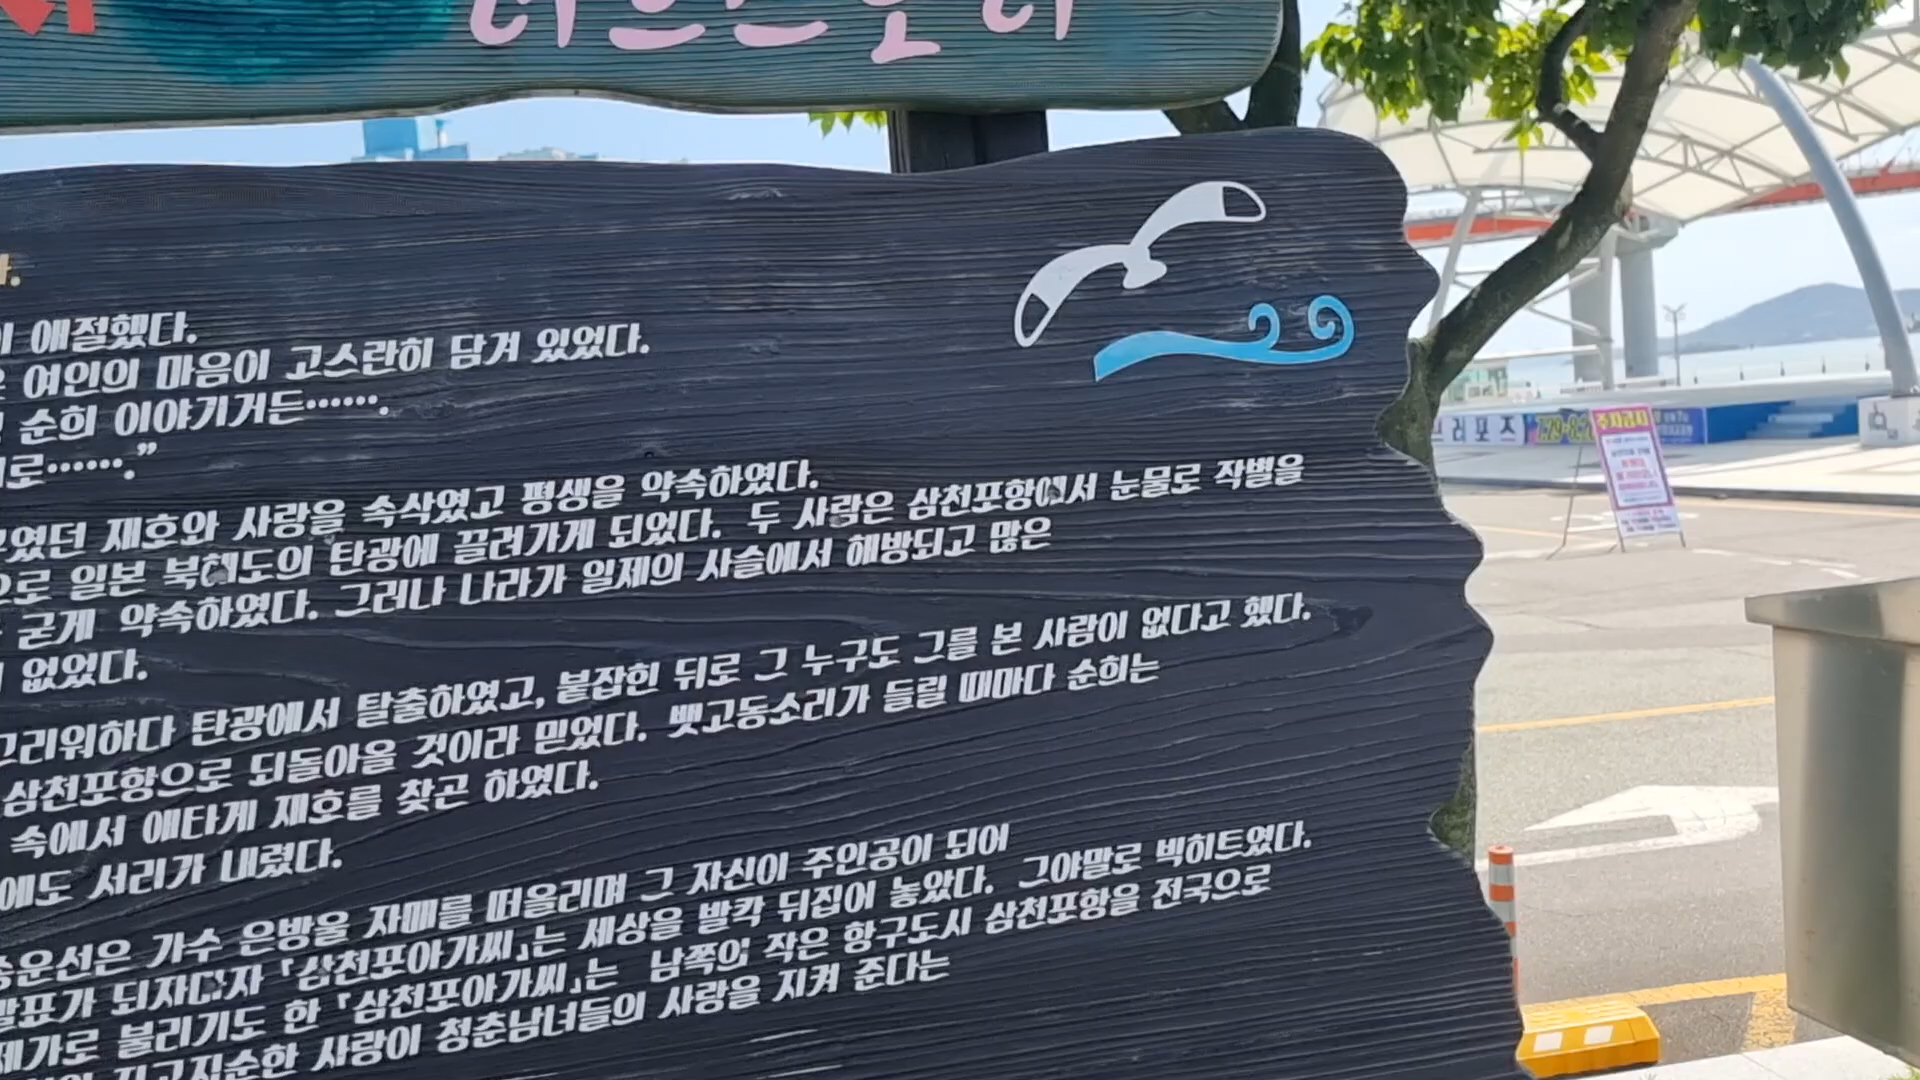 러브스토리
애절했다.
여인의 마음이 고스란히 담겨 있었다.
순희 이야기거든…….
로…….”
였던 재호와 사랑을 속삭였고 평생을 약속하였다.
으로 일본 북해도의 탄광에 끌려가게 되었다. 두 사람은 삼천포항에서 눈물로 작별을
굳게 약속하였다. 그러나 나라가 일제의 사슬에서 해방되고 많은
없었다.
그리워하다 탄광에서 탈출하였고, 붙잡힌 뒤로 그 누구도 그를 본 사람이 없다고 했다.
삼천포항으로 되돌아올 것이라 믿었다. 뱃고동소리가 들릴 때마다 순희는
속에서 애타게 재호를 찾곤 하였다.
에도 서리가 내렸다.
송운선은 가수 은방울 자매를 떠올리며 그 자신이 주인공이 되어
발표가 되자마자 「삼천포아가씨」는 세상을 발칵 뒤집어 놓았다. 그야말로 빅히트였다.
제가로 불리기도 한 「삼천포아가씨」는 남쪽의 작은 항구도시 삼천포항을 전국으로
지고지순한 사랑이 청춘남녀들의 사랑을 지켜 준다는
주차금지